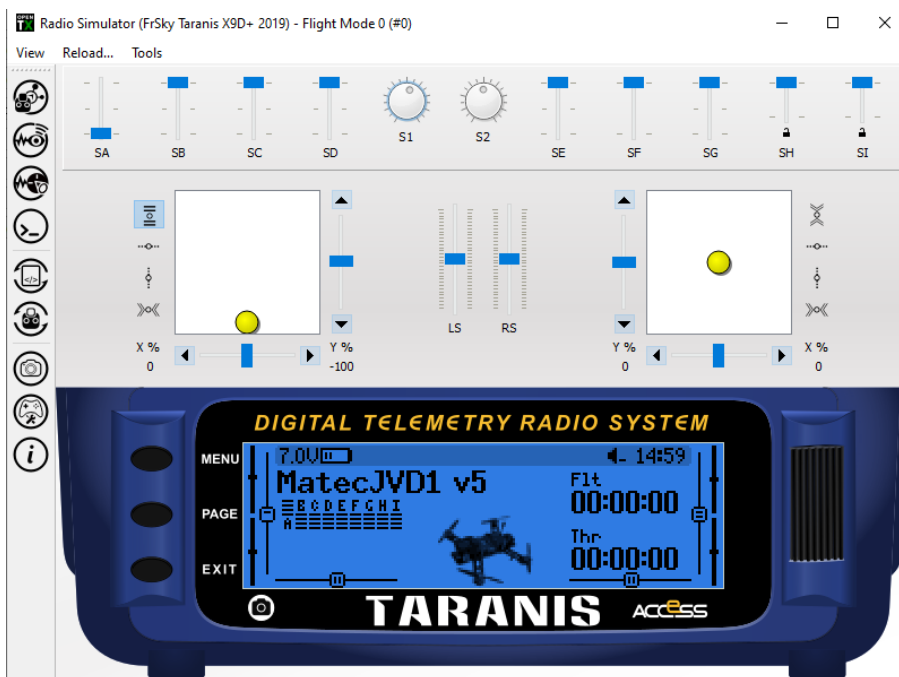 Radio Simulator (FrSky Taranis X9D+ 2019) - Flight Mode 0 (#0)
View Reload... Tools
SA SB SC SD S1 S2 SE SF SG SH SI
LS RS
X % Y % Y % X %
0 -100 0 0
DIGITAL TELEMETRY RADIO SYSTEM
MENU
PAGE
EXIT
7.0V 14:59
MatecJVD1 v5
B C D E F G H I
A
Flt
00:00:00
Thr
00:00:00
TARANIS ACCESS